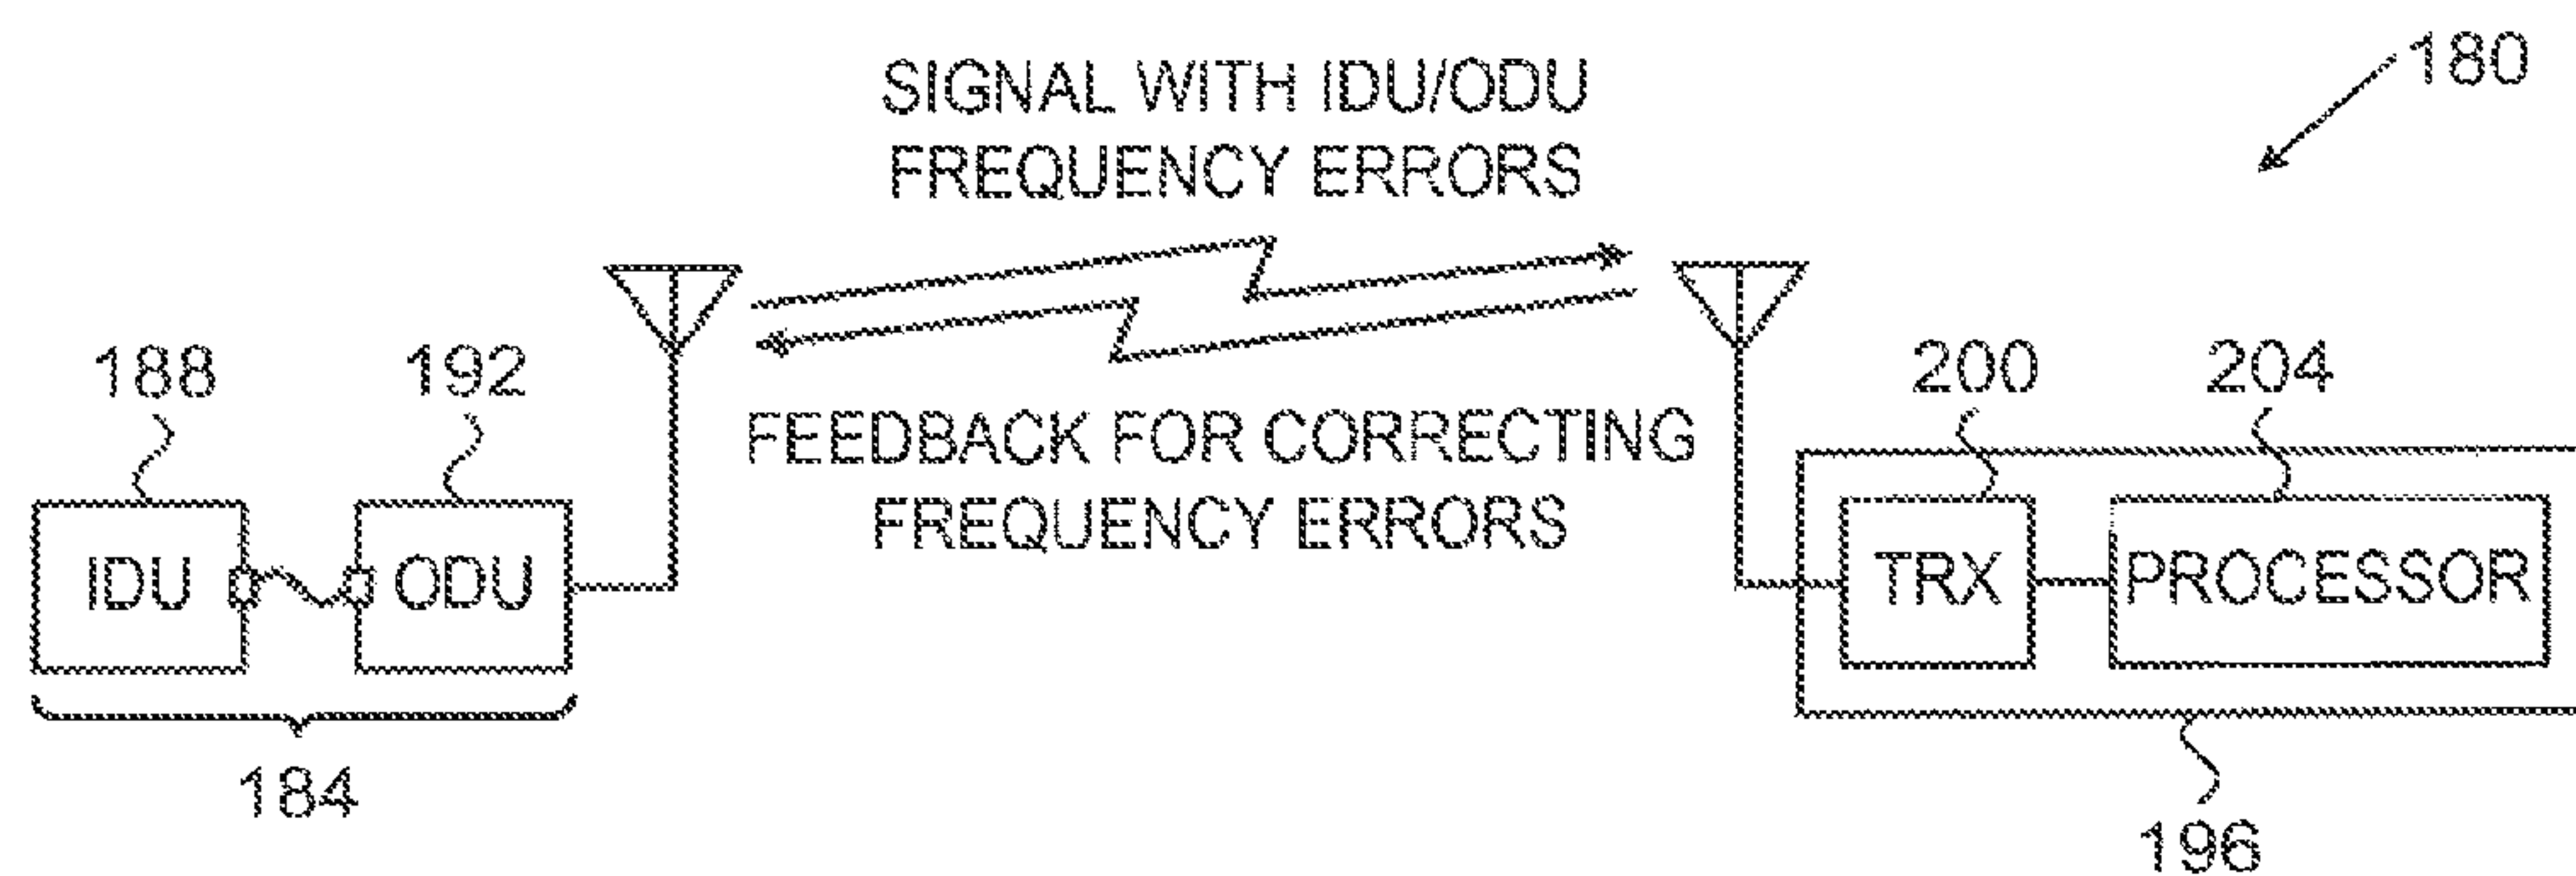 180
SIGNAL WITH IDU/ODU
FREQUENCY ERRORS
188
192
FEEDBACK FOR CORRECTING
FREQUENCY ERRORS
200
204
IDU
ODU
TRX
PROCESSOR
184
196